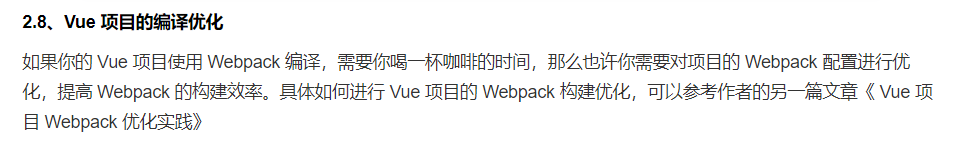 2.8、Vue 项目的编译优化
如果你的 Vue 项目使用 Webpack 编译，需要你喝一杯咖啡的时间，那么也许你需要对项目的 Webpack 配置进行优
化，提高 Webpack 的构建效率。具体如何进行 Vue 项目的 Webpack 构建优化，可以参考作者的另一篇文章《 Vue 项
目 Webpack 优化实践》